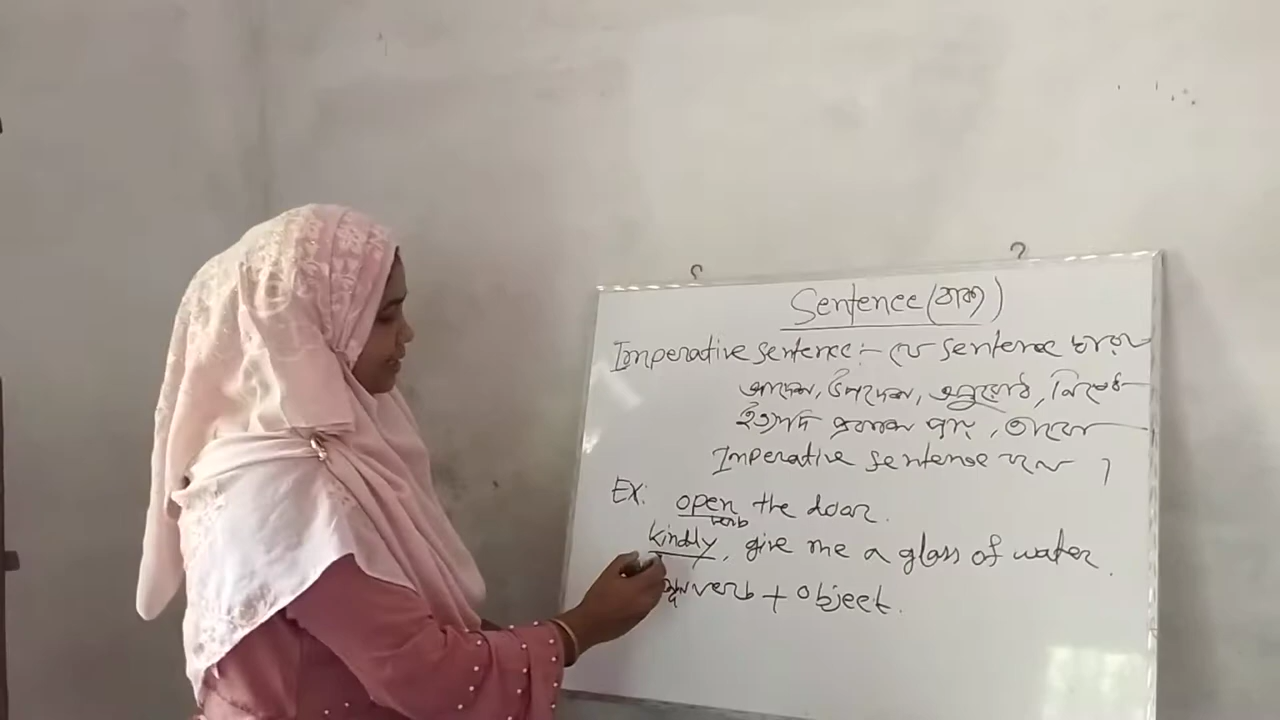 Sentence (বাক্য)
Imperative sentence :- যে sentence দ্বারা
আদেশ, উপদেশ, অনুরোধ, নিষেধ
ইত্যাদি প্রকাশ পায়, তাকে
Imperative sentence বলে ।
Ex: open the door.
verb
kindly, give me a glass of water.
verb + object.